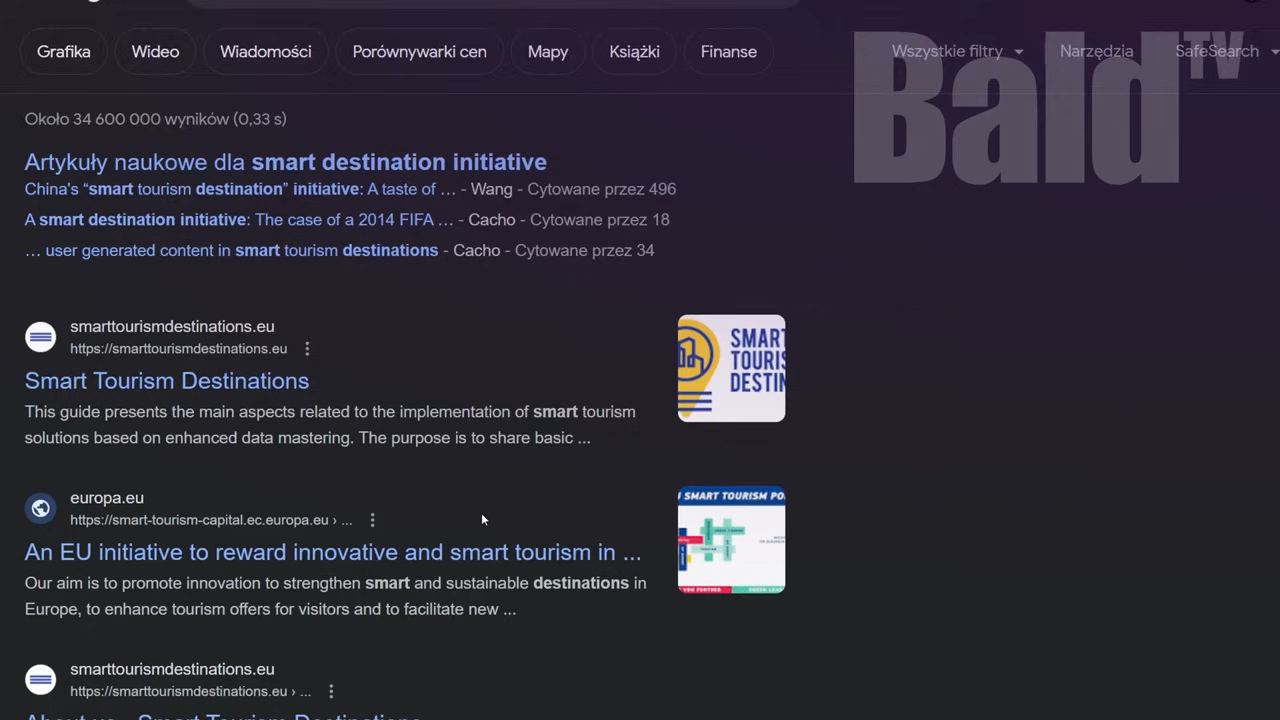 Grafika Wideo Wiadomości Porównywarki cen Mapy Książki Finanse Wszystkie filtry Narzędzia SafeSearch
Bald TV
Około 34 600 000 wyników (0,33 s)
Artykuły naukowe dla smart destination initiative
China's “smart tourism destination” initiative: A taste of … - Wang - Cytowane przez 496
A smart destination initiative: The case of a 2014 FIFA … - Cacho - Cytowane przez 18
… user generated content in smart tourism destinations - Cacho - Cytowane przez 34
smarttourismdestinations.eu
https://smarttourismdestinations.eu
Smart Tourism Destinations
This guide presents the main aspects related to the implementation of smart tourism
solutions based on enhanced data mastering. The purpose is to share basic ...
SMART
TOURIS
DESTIN
europa.eu
https://smart-tourism-capital.ec.europa.eu › ...
An EU initiative to reward innovative and smart tourism in ...
Our aim is to promote innovation to strengthen smart and sustainable destinations in
Europe, to enhance tourism offers for visitors and to facilitate new ...
SMART TOURISM PO
smarttourismdestinations.eu
https://smarttourismdestinations.eu › ...
About us - Smart Tourism Destinations